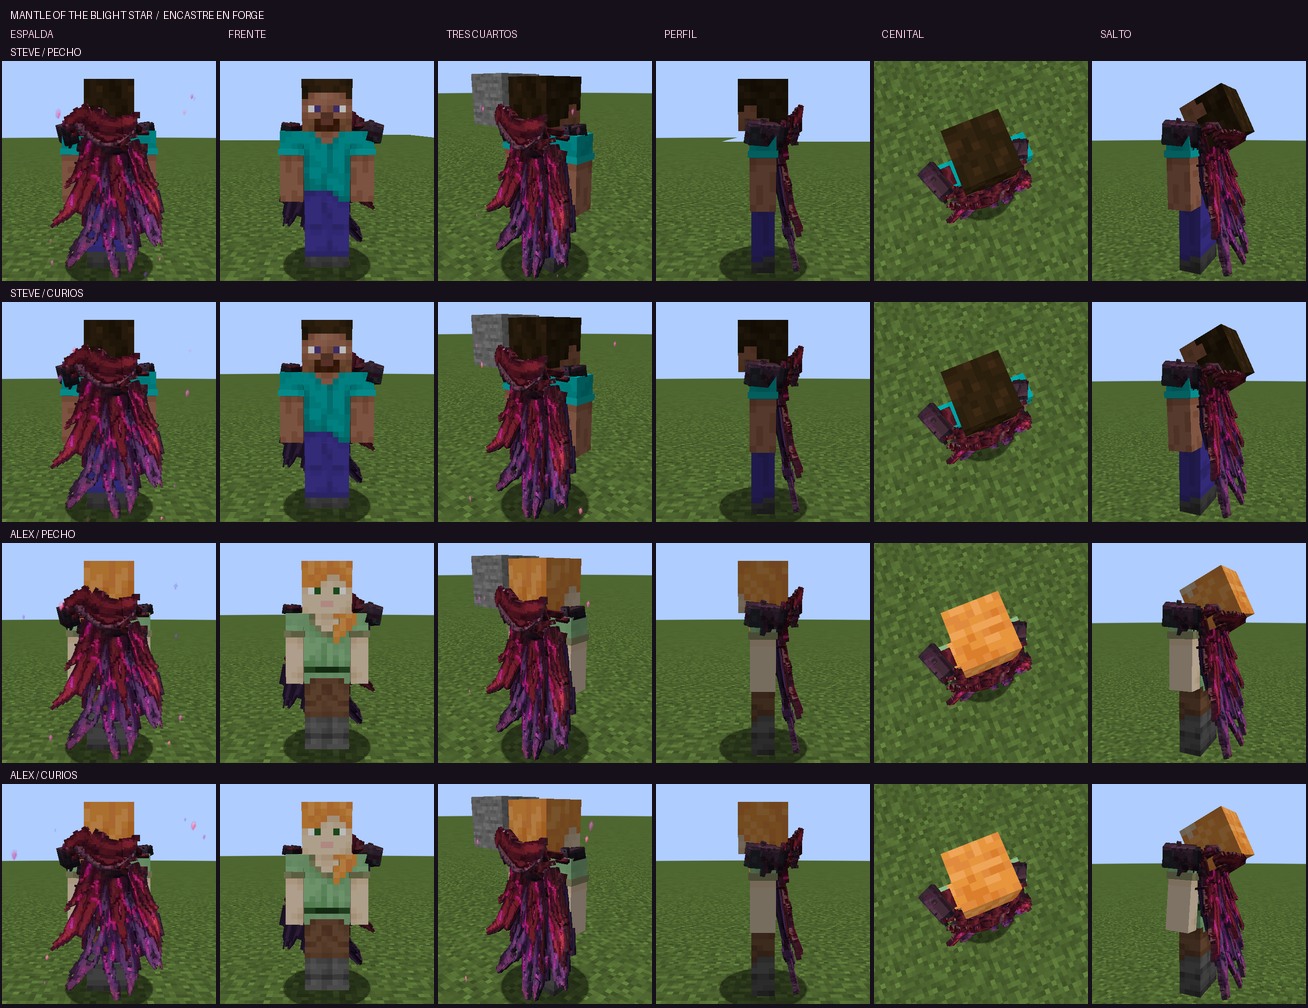 MANTLE OF THE BLIGHT STAR / ENCASTRE EN FORGE
ESPALDA FRENTE TRES CUARTOS PERFIL CENITAL SALTO
STEVE / PECHO
STEVE / CURIOS
ALEX / PECHO
ALEX / CURIOS